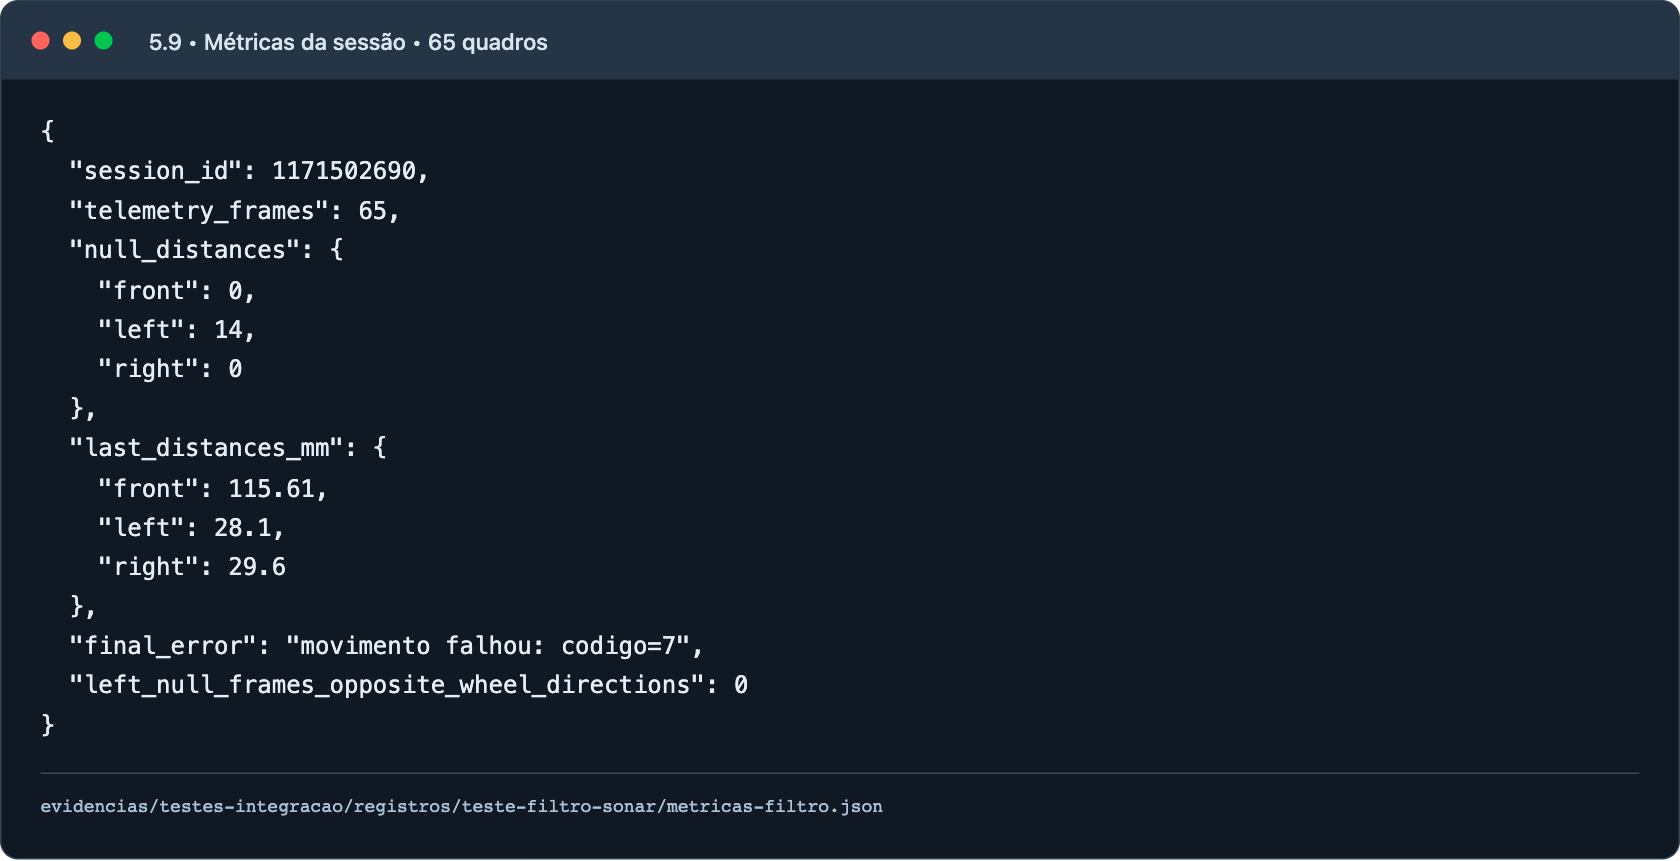 5.9 • Métricas da sessão • 65 quadros
{
  "session_id": 1171502690,
  "telemetry_frames": 65,
  "null_distances": {
    "front": 0,
    "left": 14,
    "right": 0
  },
  "last_distances_mm": {
    "front": 115.61,
    "left": 28.1,
    "right": 29.6
  },
  "final_error": "movimento falhou: codigo=7",
  "left_null_frames_opposite_wheel_directions": 0
}
evidencias/testes-integracao/registros/teste-filtro-sonar/metricas-filtro.json